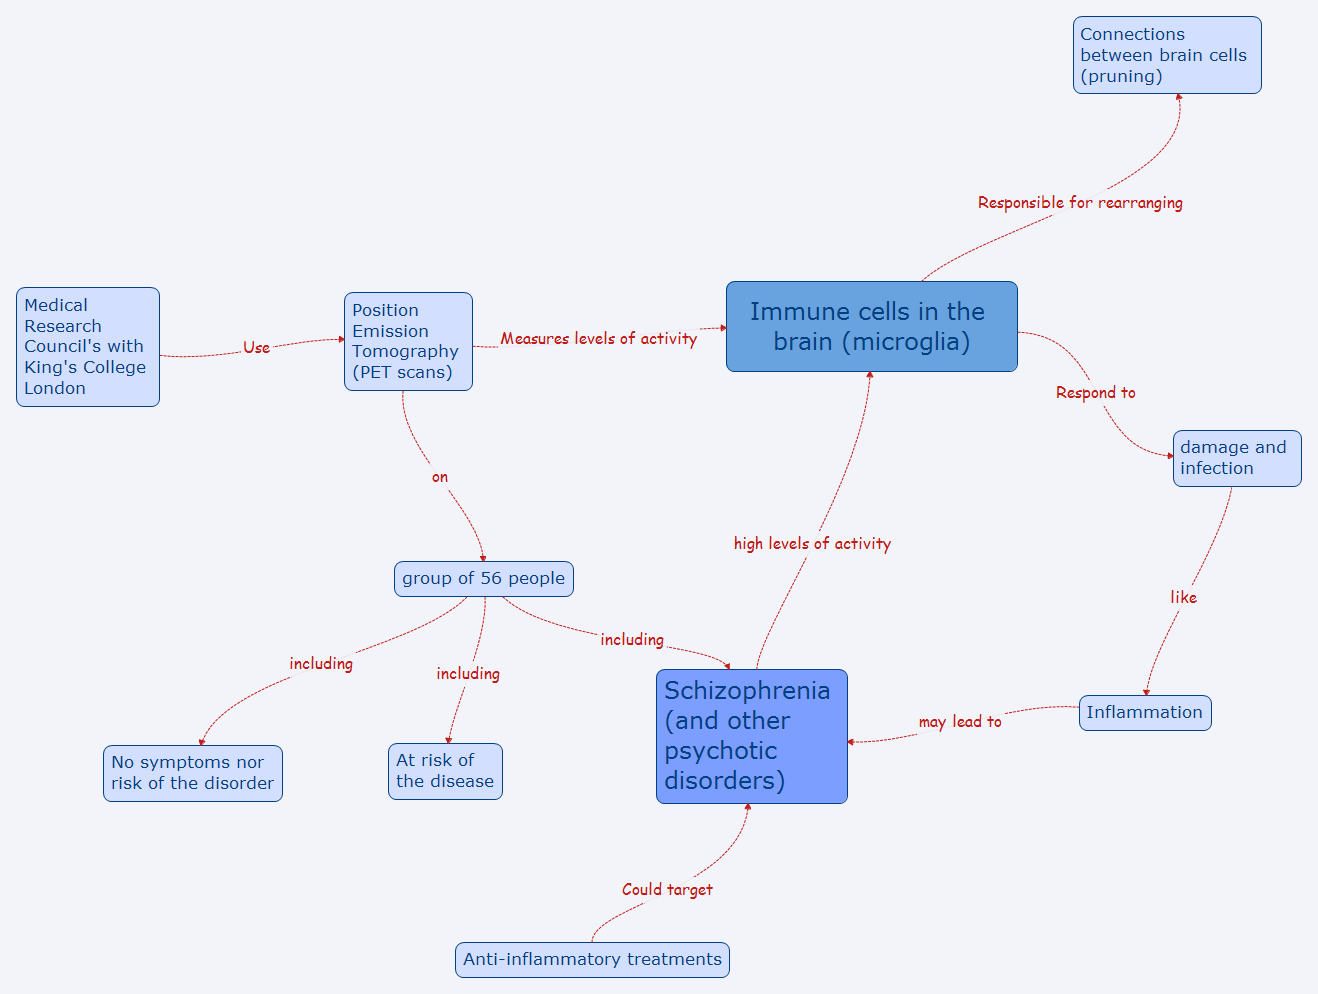 Connections
between brain cells
(pruning)
Responsible for rearranging
Medical
Research
Council's with
King's College
London
Use
Position
Emission
Tomography
(PET scans)
Measures levels of activity
Immune cells in the
brain (microglia)
Respond to
damage and
infection
on
high levels of activity
group of 56 people
like
including
including
including
No symptoms nor
risk of the disorder
At risk of
the disease
Schizophrenia
(and other
psychotic
disorders)
may lead to
Inflammation
Could target
Anti-inflammatory treatments